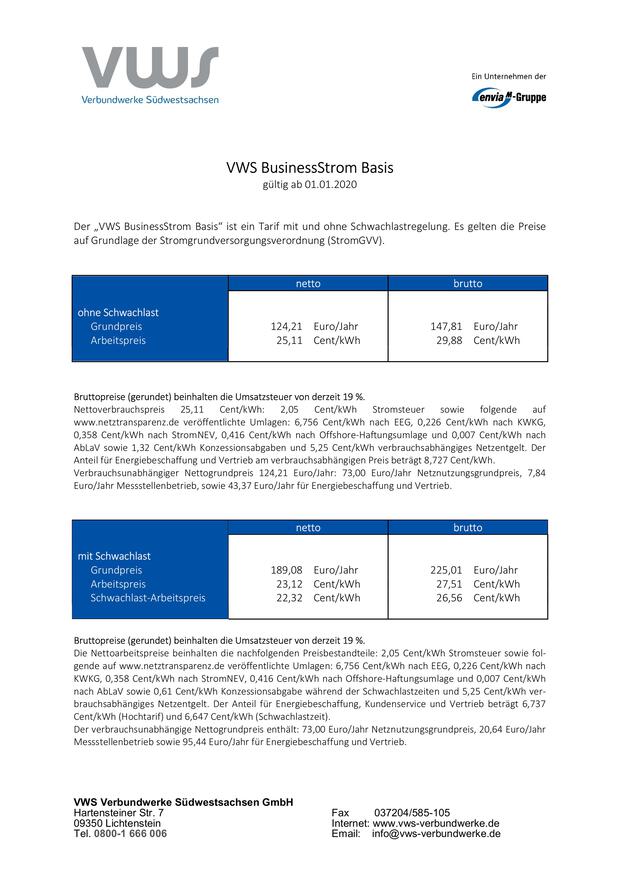 VWS
Verbundwerke Südwestsachsen
Ein Unternehmen der
enviaM-Gruppe
VWS BusinessStrom Basis
gültig ab 01.01.2020
Der „VWS BusinessStrom Basis“ ist ein Tarif mit und ohne Schwachlastregelung. Es gelten die Preise
auf Grundlage der Stromgrundversorgungsverordnung (StromGVV).
netto brutto
ohne Schwachlast
Grundpreis 124,21 Euro/Jahr 147,81 Euro/Jahr
Arbeitspreis 25,11 Cent/kWh 29,88 Cent/kWh
Bruttopreise (gerundet) beinhalten die Umsatzsteuer von derzeit 19 %.
Nettoverbrauchspreis 25,11 Cent/kWh: 2,05 Cent/kWh Stromsteuer sowie folgende auf
www.netztransparenz.de veröffentlichte Umlagen: 6,756 Cent/kWh nach EEG, 0,226 Cent/kWh nach KWKG,
0,358 Cent/kWh nach StromNEV, 0,416 Cent/kWh nach Offshore-Haftungsumlage und 0,007 Cent/kWh nach
AbLaV sowie 1,32 Cent/kWh Konzessionsabgaben und 5,25 Cent/kWh verbrauchsabhängiges Netzentgelt. Der
Anteil für Energiebeschaffung und Vertrieb am verbrauchsabhängigen Preis beträgt 8,727 Cent/kWh.
Verbrauchsunabhängiger Nettogrundpreis 124,21 Euro/Jahr: 73,00 Euro/Jahr Netznutzungsgrundpreis, 7,84
Euro/Jahr Messstellenbetrieb, sowie 43,37 Euro/Jahr für Energiebeschaffung und Vertrieb.
netto brutto
mit Schwachlast
Grundpreis 189,08 Euro/Jahr 225,01 Euro/Jahr
Arbeitspreis 23,12 Cent/kWh 27,51 Cent/kWh
Schwachlast-Arbeitspreis 22,32 Cent/kWh 26,56 Cent/kWh
Bruttopreise (gerundet) beinhalten die Umsatzsteuer von derzeit 19 %.
Die Nettoarbeitspreise beinhalten die nachfolgenden Preisbestandteile: 2,05 Cent/kWh Stromsteuer sowie fol-
gende auf www.netztransparenz.de veröffentlichte Umlagen: 6,756 Cent/kWh nach EEG, 0,226 Cent/kWh nach
KWKG, 0,358 Cent/kWh nach StromNEV, 0,416 Cent/kWh nach Offshore-Haftungsumlage und 0,007 Cent/kWh
nach AbLaV sowie 0,61 Cent/kWh Konzessionsabgabe während der Schwachlastzeiten und 5,25 Cent/kWh ver-
brauchsabhängiges Netzentgelt. Der Anteil für Energiebeschaffung, Kundenservice und Vertrieb beträgt 6,737
Cent/kWh (Hochtarif) und 6,647 Cent/kWh (Schwachlastzeit).
Der verbrauchsunabhängige Nettogrundpreis enthält: 73,00 Euro/Jahr Netznutzungsgrundpreis, 20,64 Euro/Jahr
Messstellenbetrieb sowie 95,44 Euro/Jahr für Energiebeschaffung und Vertrieb.
VWS Verbundwerke Südwestsachsen GmbH
Hartensteiner Str. 7 Fax 037204/585-105
09350 Lichtenstein Internet: www.vws-verbundwerke.de
Tel. 0800-1 666 006 Email: info@vws-verbundwerke.de